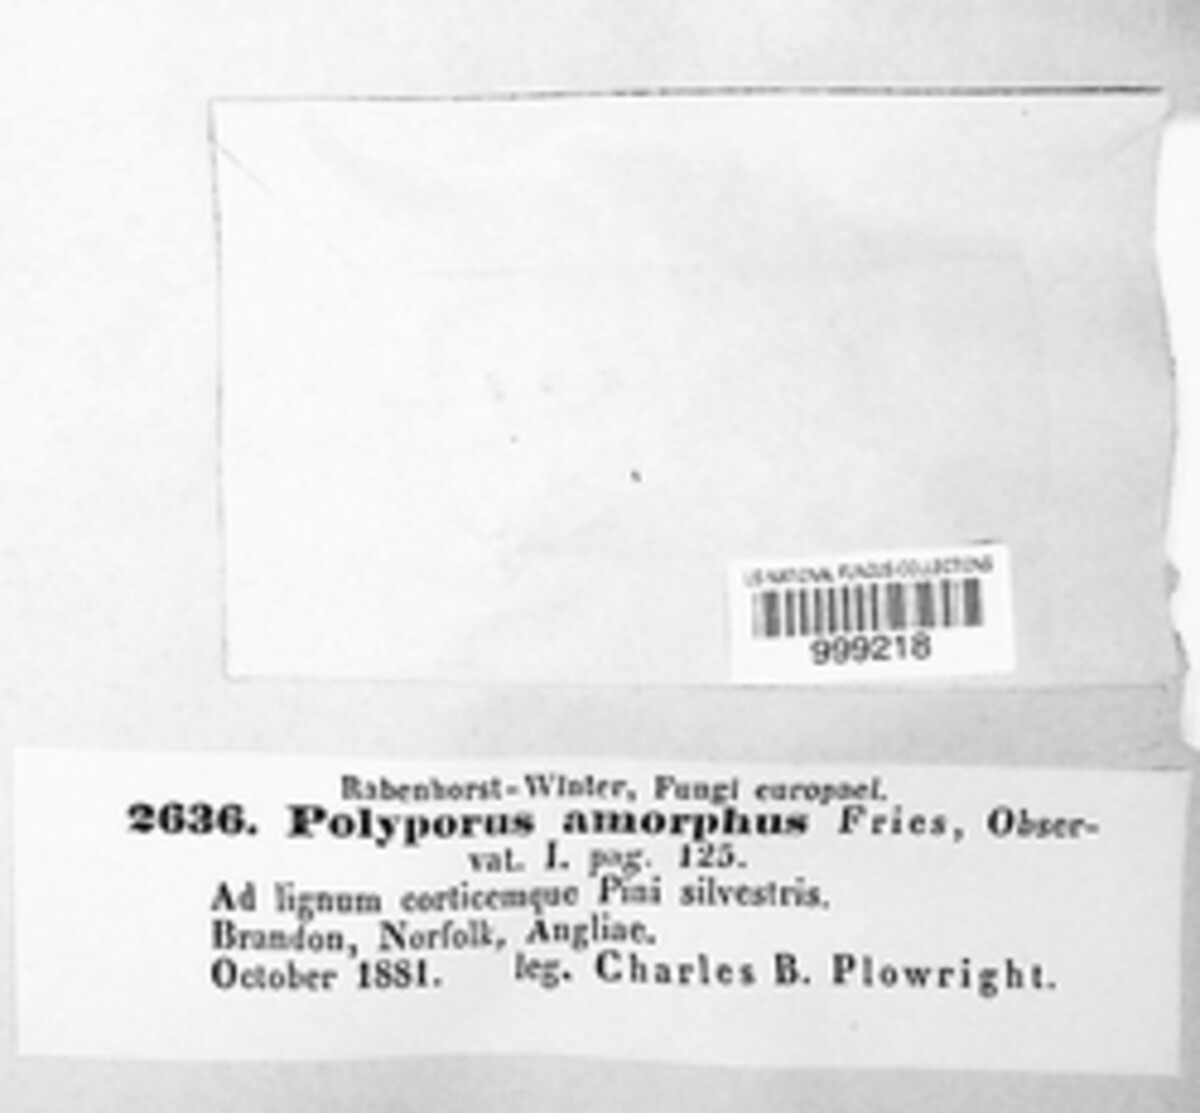 US NATIONAL FUNGUS COLLECTIONS
999218
Rabenhorst-Winter, Fungi europaei.
2636. Polyporus amorphus Fries, Obser-
vat. I. pag. 125.
Ad lignum corticemque Pini silvestris.
Brandon, Norfolk, Angliae.
October 1881. leg. Charles B. Plowright.